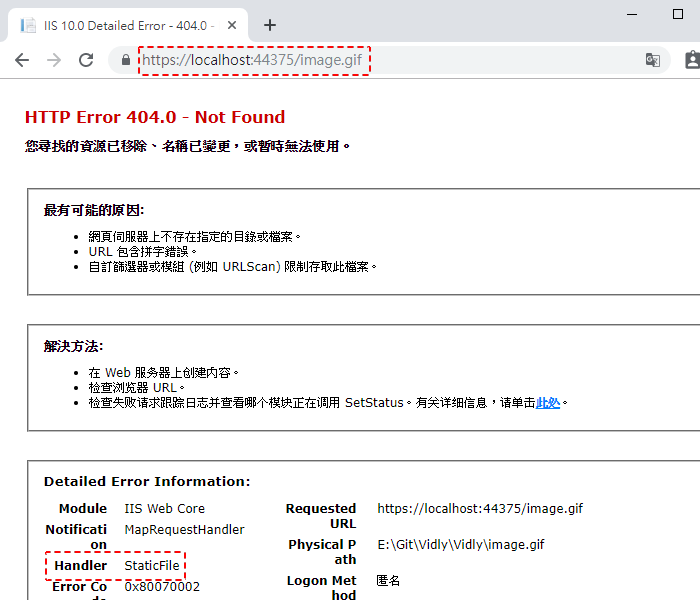 IIS 10.0 Detailed Error - 404.0 -
https://localhost:44375/image.gif
HTTP Error 404.0 - Not Found
您尋找的資源已移除、名稱已變更，或暫時無法使用。
最有可能的原因:
網頁伺服器上不存在指定的目錄或檔案。
URL 包含拼字錯誤。
自訂篩選器或模組 (例如 URLScan) 限制存取此檔案。
解決方法:
在 Web 服务器上创建内容。
检查浏览器 URL。
检查失败请求跟踪日志并查看哪个模块正在调用 SetStatus。有关详细信息，请单击此处。
Detailed Error Information:
Module IIS Web Core
Notificati
on MapRequestHandler
Handler StaticFile
Error Co
de 0x80070002
Requested
URL https://localhost:44375/image.gif
Physical P
ath E:\Git\Vidly\Vidly\image.gif
Logon Met
hod 匿名